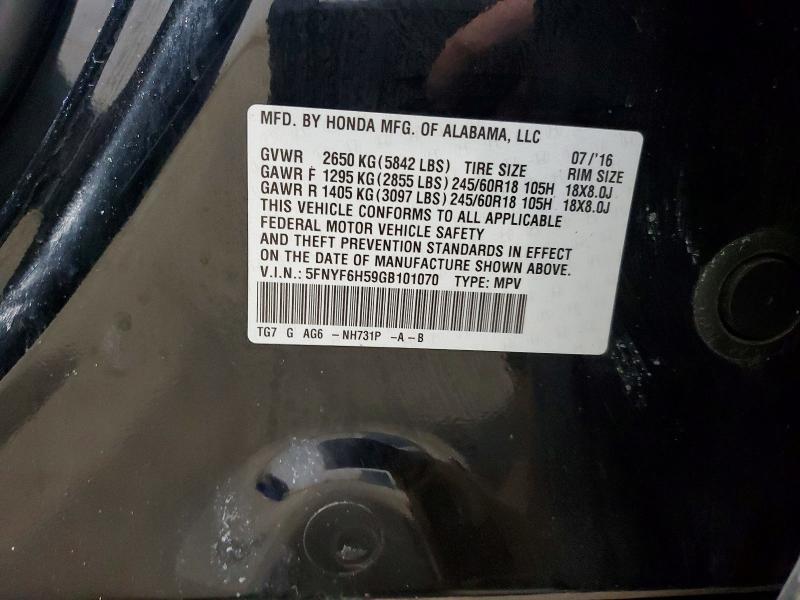 MFD. BY HONDA MFG. OF ALABAMA, LLC
GVWR 2650 KG(5842 LBS) TIRE SIZE 07/'16 RIM SIZE
GAWR F 1295 KG(2855 LBS) 245/60R18 105H 18X8.0J
GAWR R 1405 KG(3097 LBS) 245/60R18 105H 18X8.0J
THIS VEHICLE CONFORMS TO ALL APPLICABLE
FEDERAL MOTOR VEHICLE SAFETY
AND THEFT PREVENTION STANDARDS IN EFFECT
ON THE DATE OF MANUFACTURE SHOWN ABOVE.
V.I.N.: 5FNYF6H59GB101070 TYPE: MPV
TG7 G AG6 -NH731P -A-B